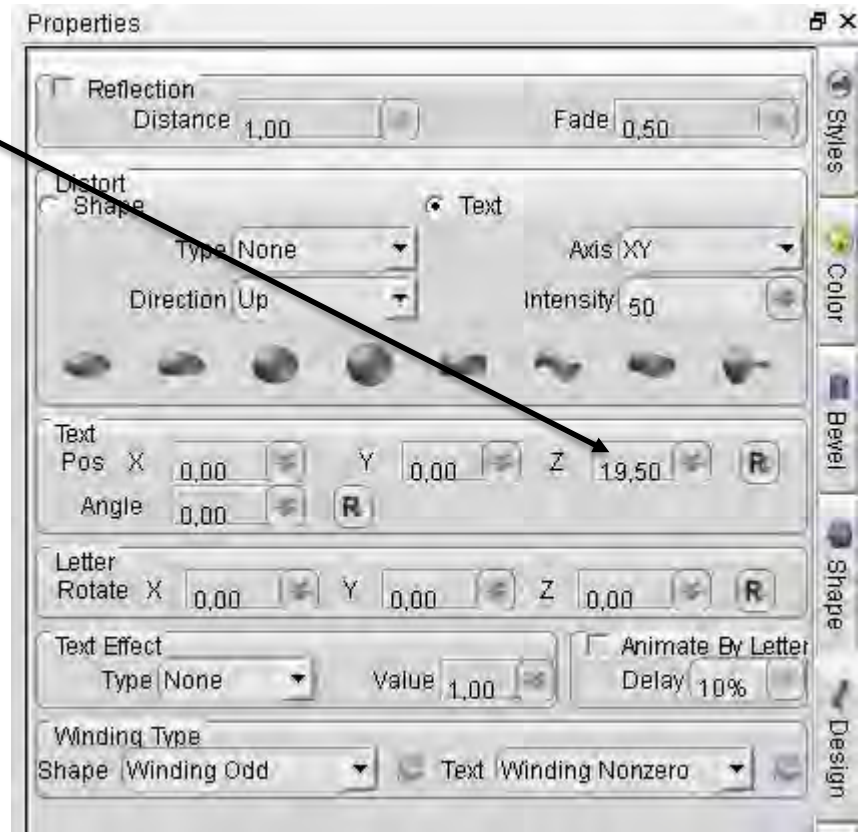 Properties
Reflection
Distance 1,00 Fade 0,50
Distort
Shape Text
Type None Axis XY
Direction Up Intensity 50
Text
Pos X 0,00 Y 0,00 Z 19,50 R
Angle 0,00 R
Letter
Rotate X 0,00 Y 0,00 Z 0,00 R
Text Effect Animate By Letter
Type None Value 1,00 Delay 10%
Winding Type
Shape Winding Odd Text Winding Nonzero
Styles
Color
Bevel
Shape
Design